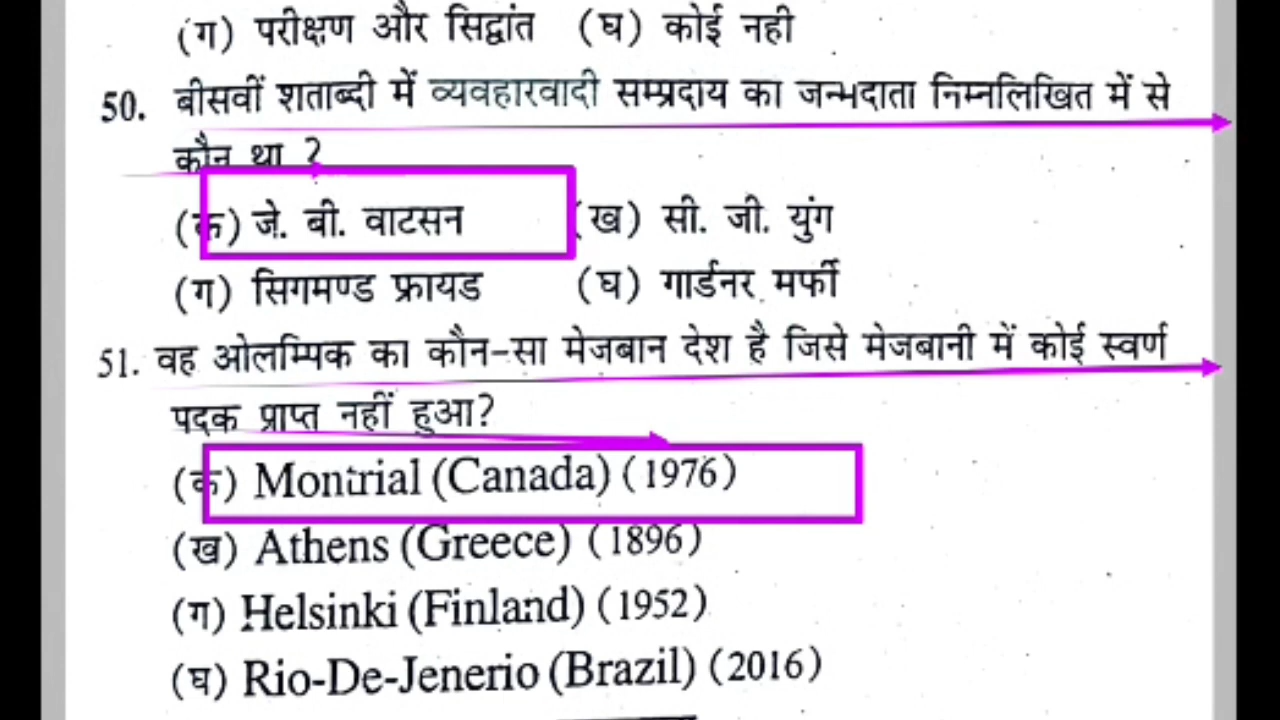 (ग) परीक्षण और सिद्वांत (घ) कोई नही
50. बीसवीं शताब्दी में व्यवहारवादी सम्प्रदाय का जन्मदाता निम्नलिखित में से
कौन था ?
(क) जे. बी. वाटसन (ख) सी. जी. युंग
(ग) सिगमण्ड फ्रायड (घ) गार्डनर मर्फी
51. वह ओलम्पिक का कौन-सा मेजबान देश है जिसे मेजबानी में कोई स्वर्ण
पदक प्राप्त नहीं हुआ?
(क) Montrial (Canada) (1976)
(ख) Athens (Greece) (1896)
(ग) Helsinki (Finland) (1952)
(घ) Rio-De-Jenerio (Brazil) (2016)